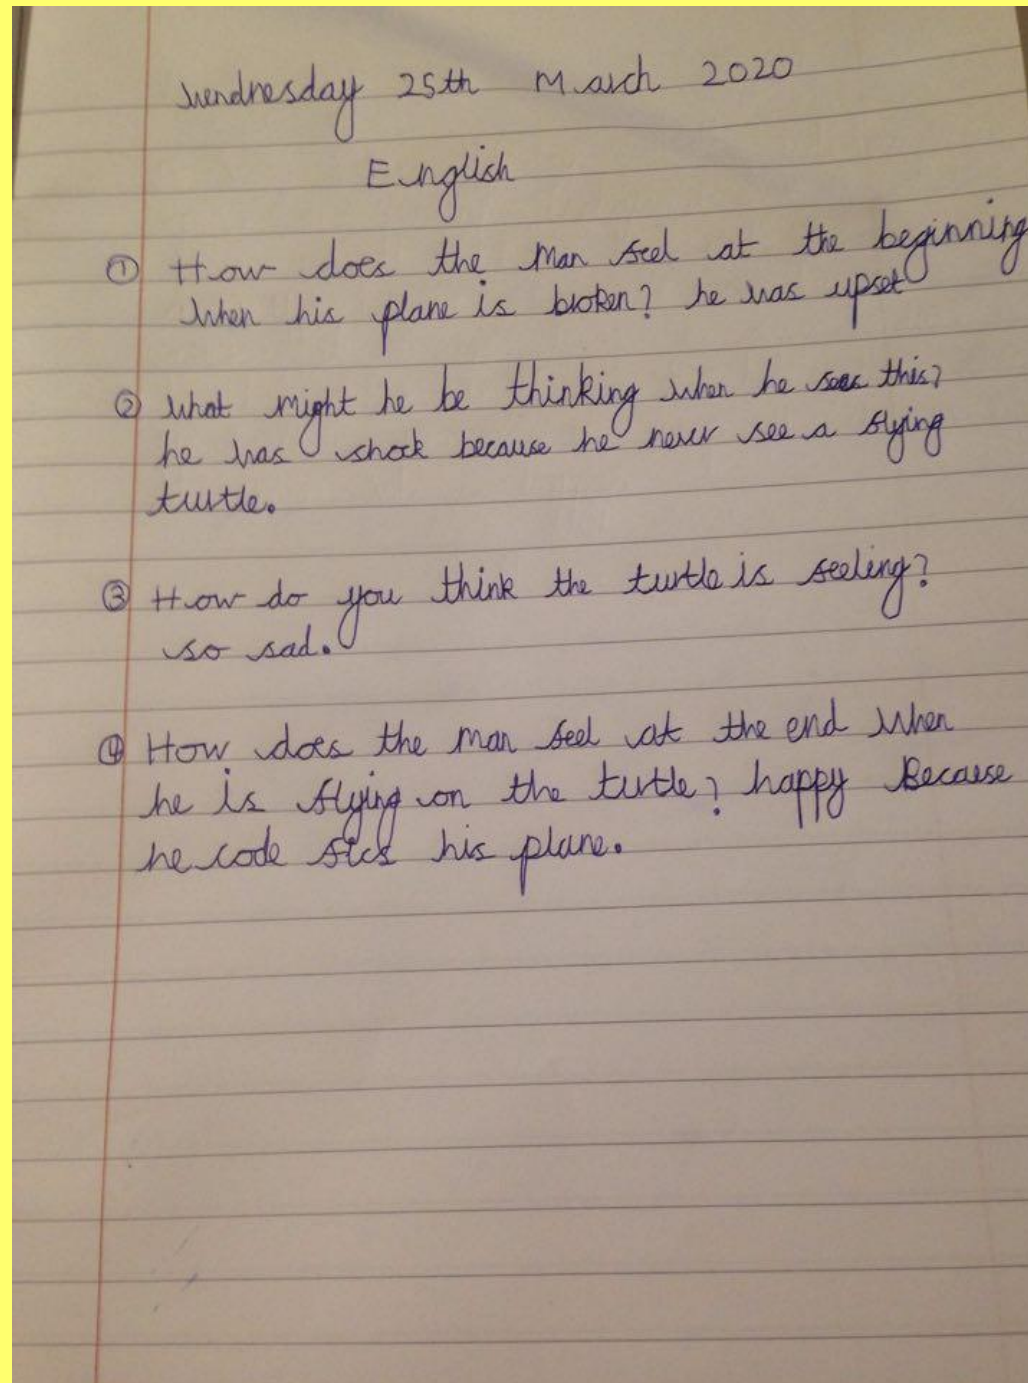 Wendnesday 25th March 2020
English
① How does the man feel at the beginning
when his plane is broken? he was upset
② what might he be thinking when he sees this?
he was shock because he never see a flying
turtle.
③ How do you think the turtle is feeling?
so sad.
④ How does the man feel at the end when
he is flying on the turtle? happy Because
he code fics his plane.